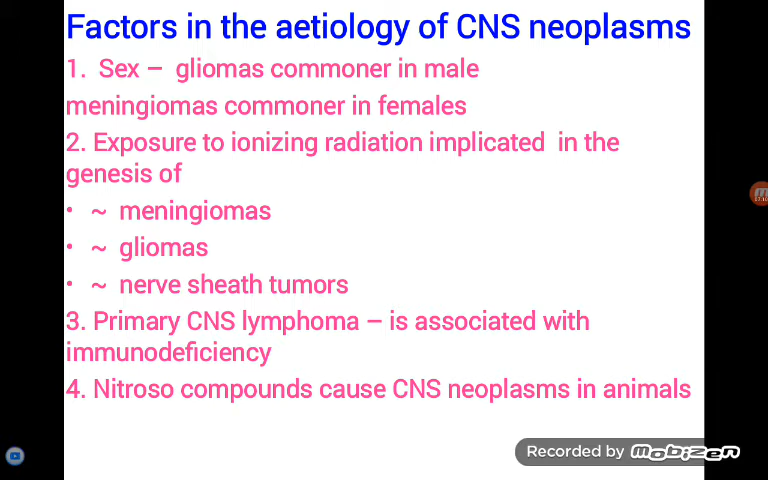 Factors in the aetiology of CNS neoplasms
1. Sex – gliomas commoner in male
meningiomas commoner in females
2. Exposure to ionizing radiation implicated in the
genesis of
• ~ meningiomas
• ~ gliomas
• ~ nerve sheath tumors
3. Primary CNS lymphoma – is associated with
immunodeficiency
4. Nitroso compounds cause CNS neoplasms in animals
Recorded by mobizen